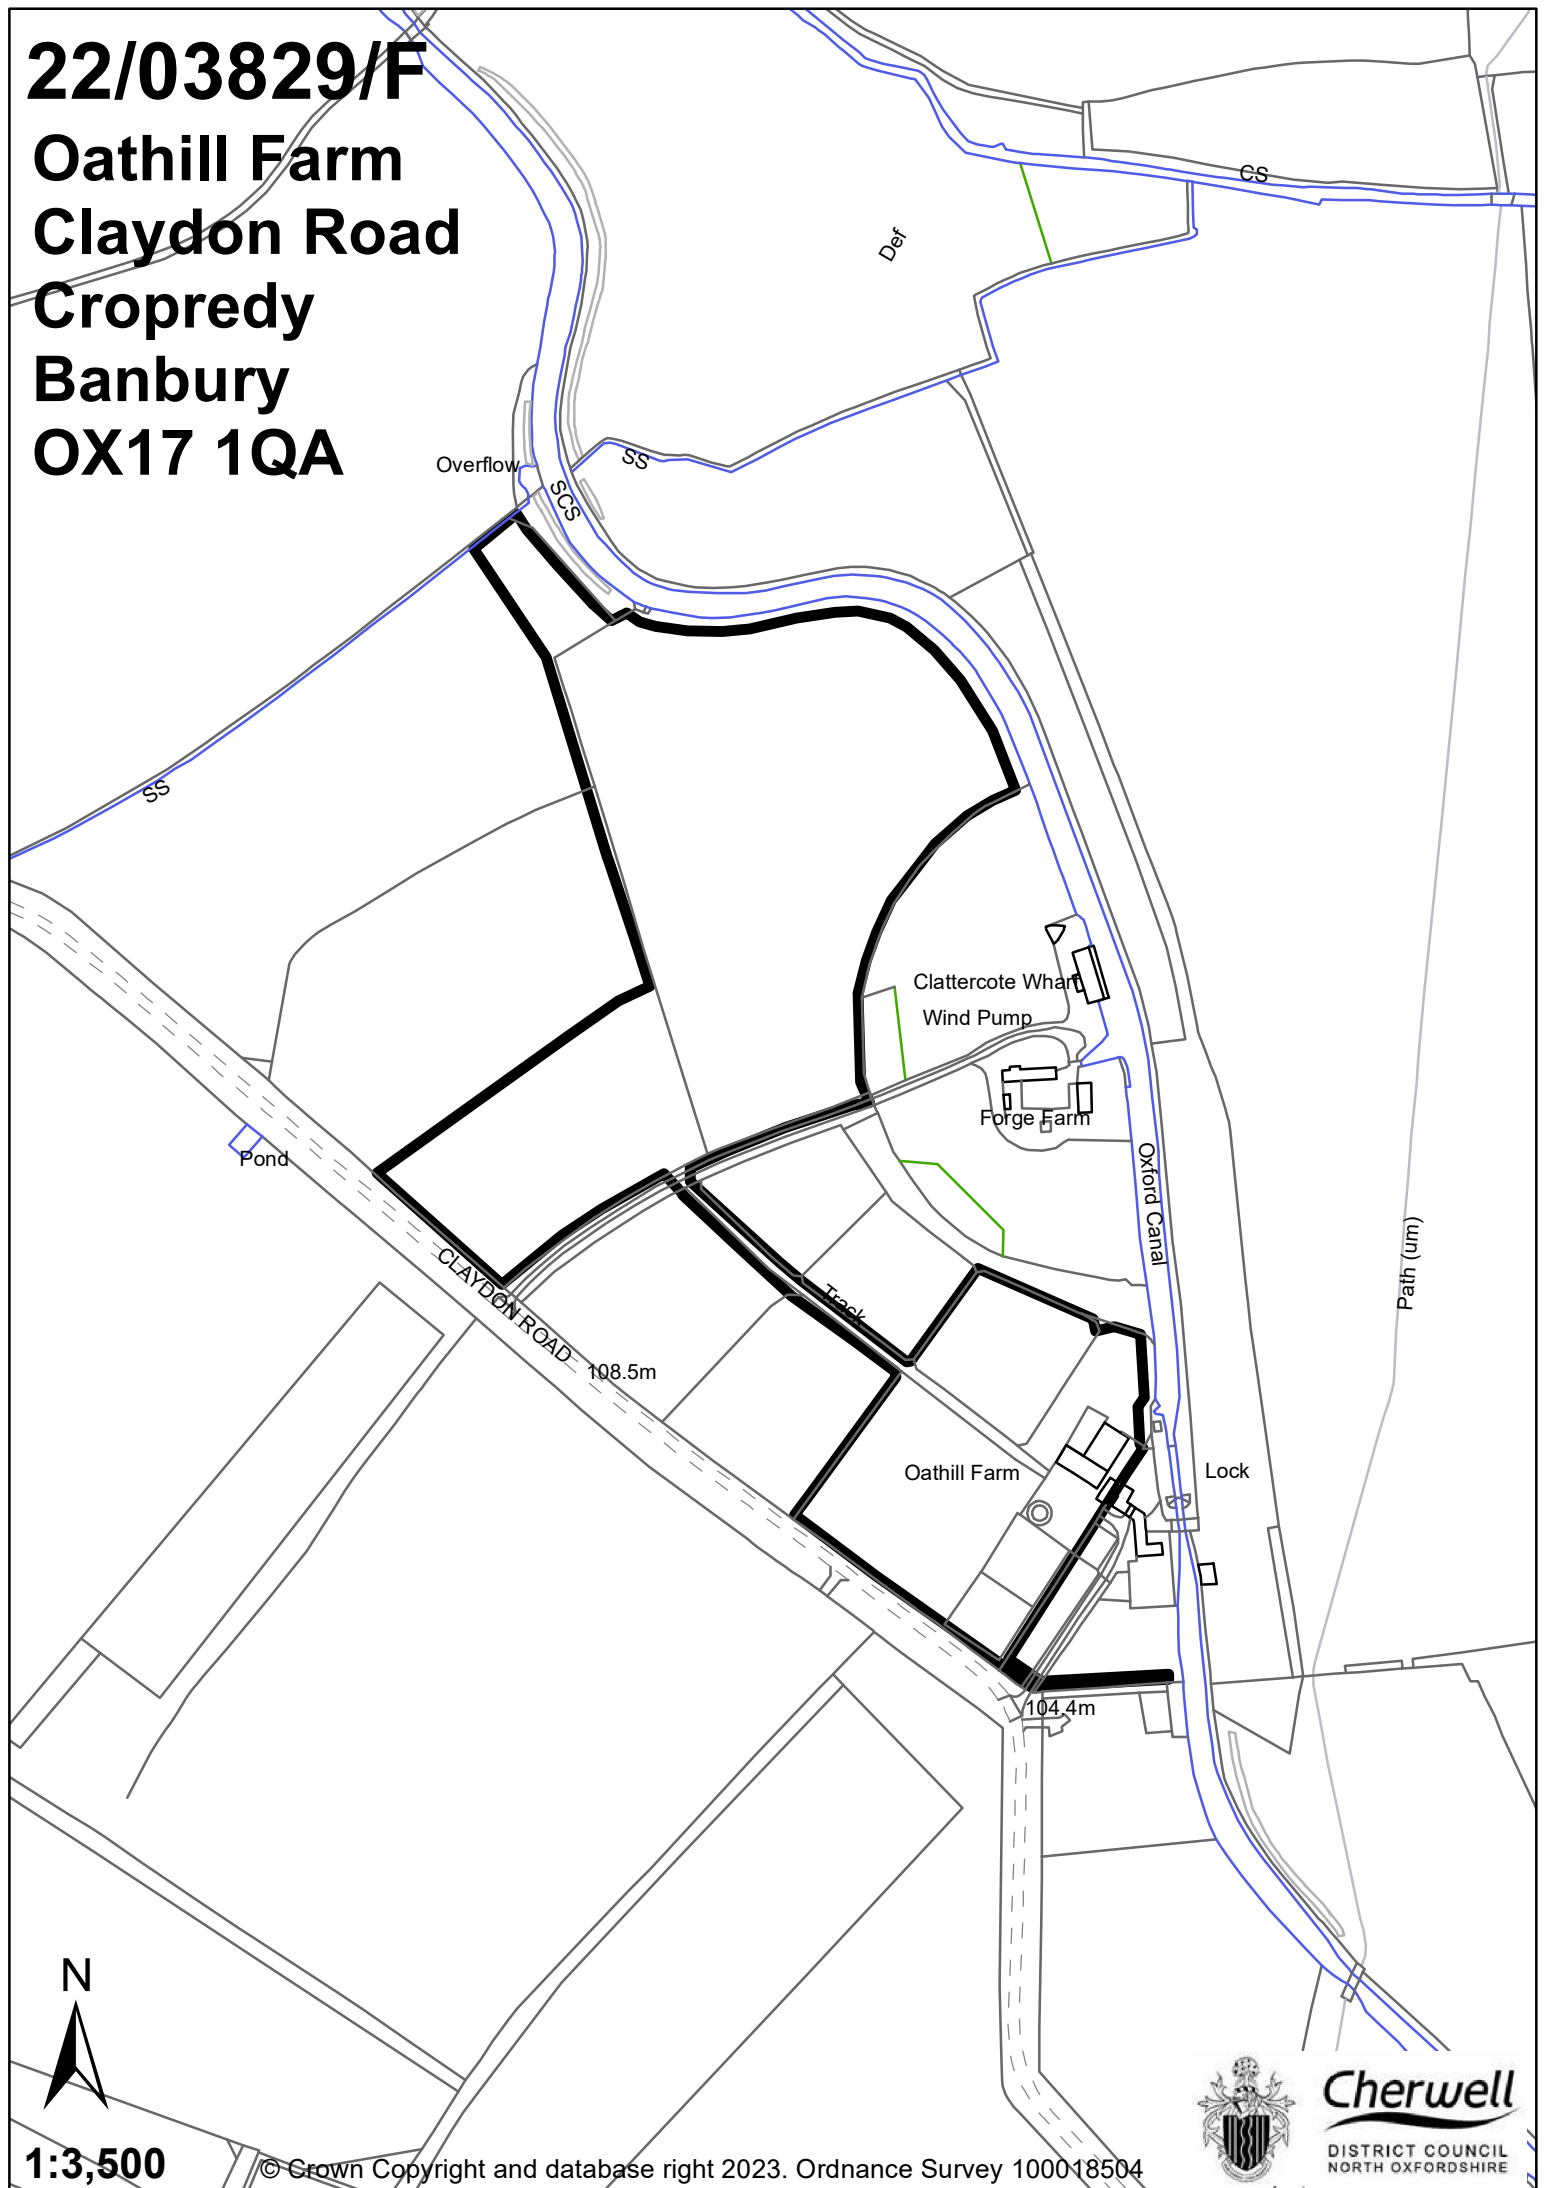 22/03829/F
Oathill Farm
Claydon Road
Cropredy
Banbury
OX17 1QA
CS
Def
Overflow
SS
SCS
SS
Clattercote Wharf
Wind Pump
Forge Farm
Pond
Oxford Canal
Path (um)
CLAYDON ROAD
Track
108.5m
Oathill Farm
Lock
104.4m
N
1:3,500
© Crown Copyright and database right 2023. Ordnance Survey 100018504
Cherwell
DISTRICT COUNCIL
NORTH OXFORDSHIRE